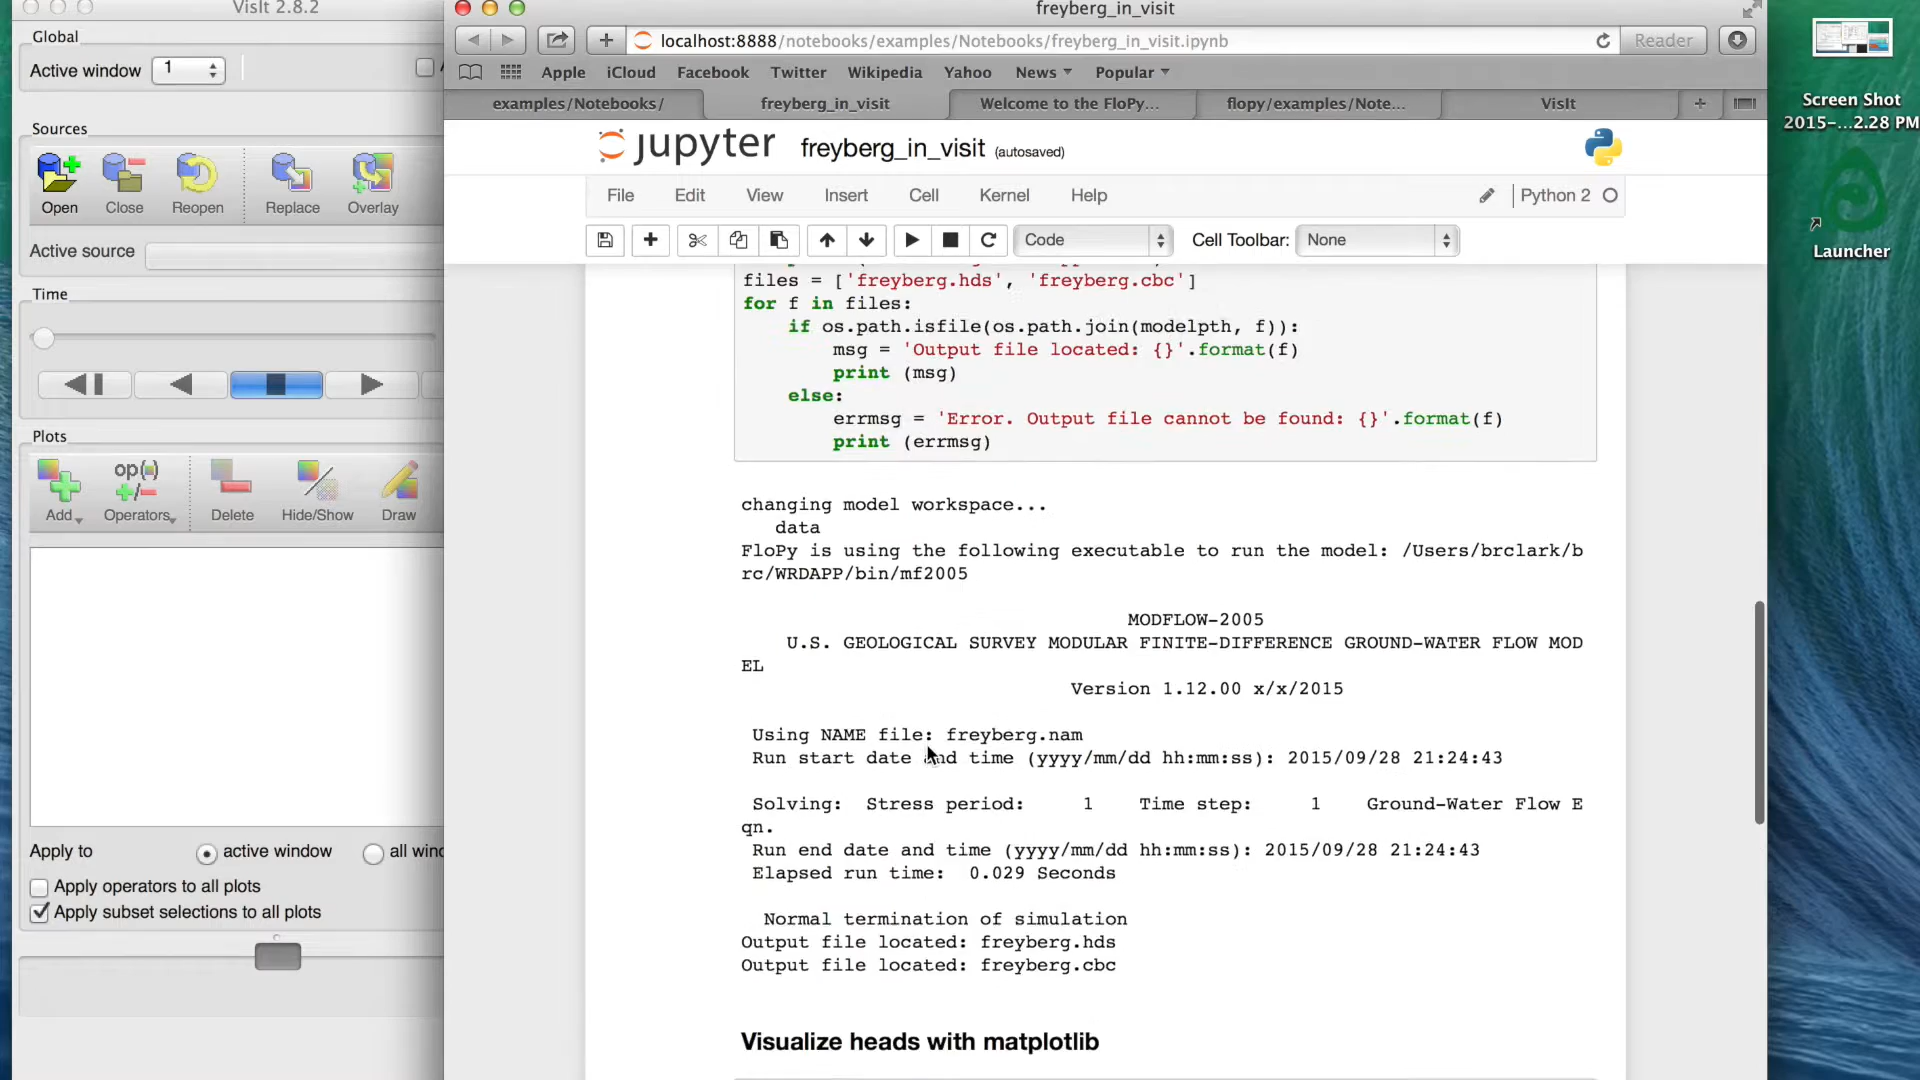 VisIt 2.8.2
Global
Active window
1
Sources
Open
Close
Reopen
Replace
Overlay
Active source
Time
Plots
Add
op()
+/-
Operators
Delete
Hide/Show
Draw
Apply to
active window
all wind
Apply operators to all plots
Apply subset selections to all plots
freyberg_in_visit
localhost:8888/notebooks/examples/Notebooks/freyberg_in_visit.ipynb
Reader
Apple
iCloud
Facebook
Twitter
Wikipedia
Yahoo
News
Popular
examples/Notebooks/
freyberg_in_visit
Welcome to the FloPy...
flopy/examples/Note...
VisIt
jupyter
freyberg_in_visit (autosaved)
File
Edit
View
Insert
Cell
Kernel
Help
Python 2
Code
Cell Toolbar:
None
files = ['freyberg.hds', 'freyberg.cbc']
for f in files:
    if os.path.isfile(os.path.join(modelpth, f)):
        msg = 'Output file located: {}'.format(f)
        print (msg)
    else:
        errmsg = 'Error. Output file cannot be found: {}'.format(f)
        print (errmsg)
changing model workspace...
   data
FloPy is using the following executable to run the model: /Users/brclark/b
rc/WRDAPP/bin/mf2005
MODFLOW-2005
U.S. GEOLOGICAL SURVEY MODULAR FINITE-DIFFERENCE GROUND-WATER FLOW MOD
EL
Version 1.12.00 x/x/2015
Using NAME file: freyberg.nam
Run start date and time (yyyy/mm/dd hh:mm:ss): 2015/09/28 21:24:43
Solving:  Stress period:     1    Time step:     1    Ground-Water Flow E
qn.
Run end date and time (yyyy/mm/dd hh:mm:ss): 2015/09/28 21:24:43
Elapsed run time:  0.029 Seconds
Normal termination of simulation
Output file located: freyberg.hds
Output file located: freyberg.cbc
Visualize heads with matplotlib
Screen Shot
2015-...2.28 PM
Launcher